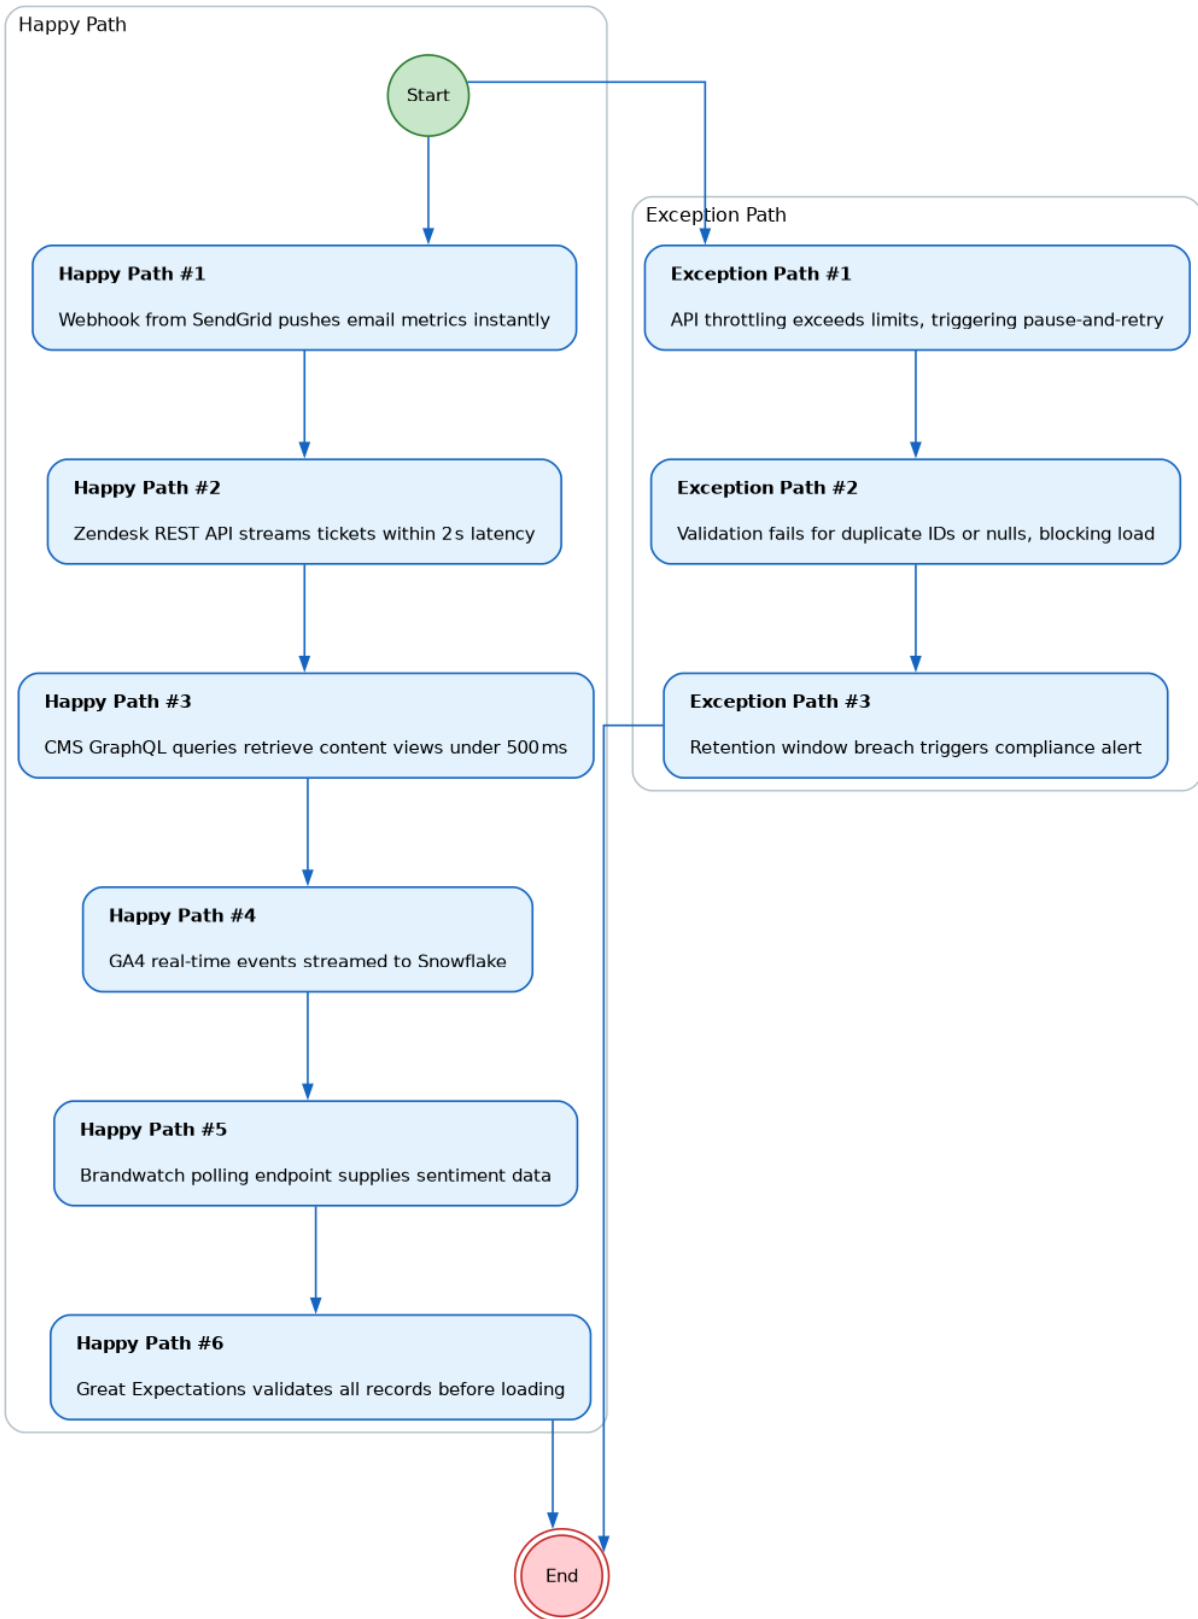 Happy Path
Start
Happy Path #1
Webhook from SendGrid pushes email metrics instantly
Happy Path #2
Zendesk REST API streams tickets within 2 s latency
Happy Path #3
CMS GraphQL queries retrieve content views under 500 ms
Happy Path #4
GA4 real-time events streamed to Snowflake
Happy Path #5
Brandwatch polling endpoint supplies sentiment data
Happy Path #6
Great Expectations validates all records before loading
Exception Path
Exception Path #1
API throttling exceeds limits, triggering pause-and-retry
Exception Path #2
Validation fails for duplicate IDs or nulls, blocking load
Exception Path #3
Retention window breach triggers compliance alert
End